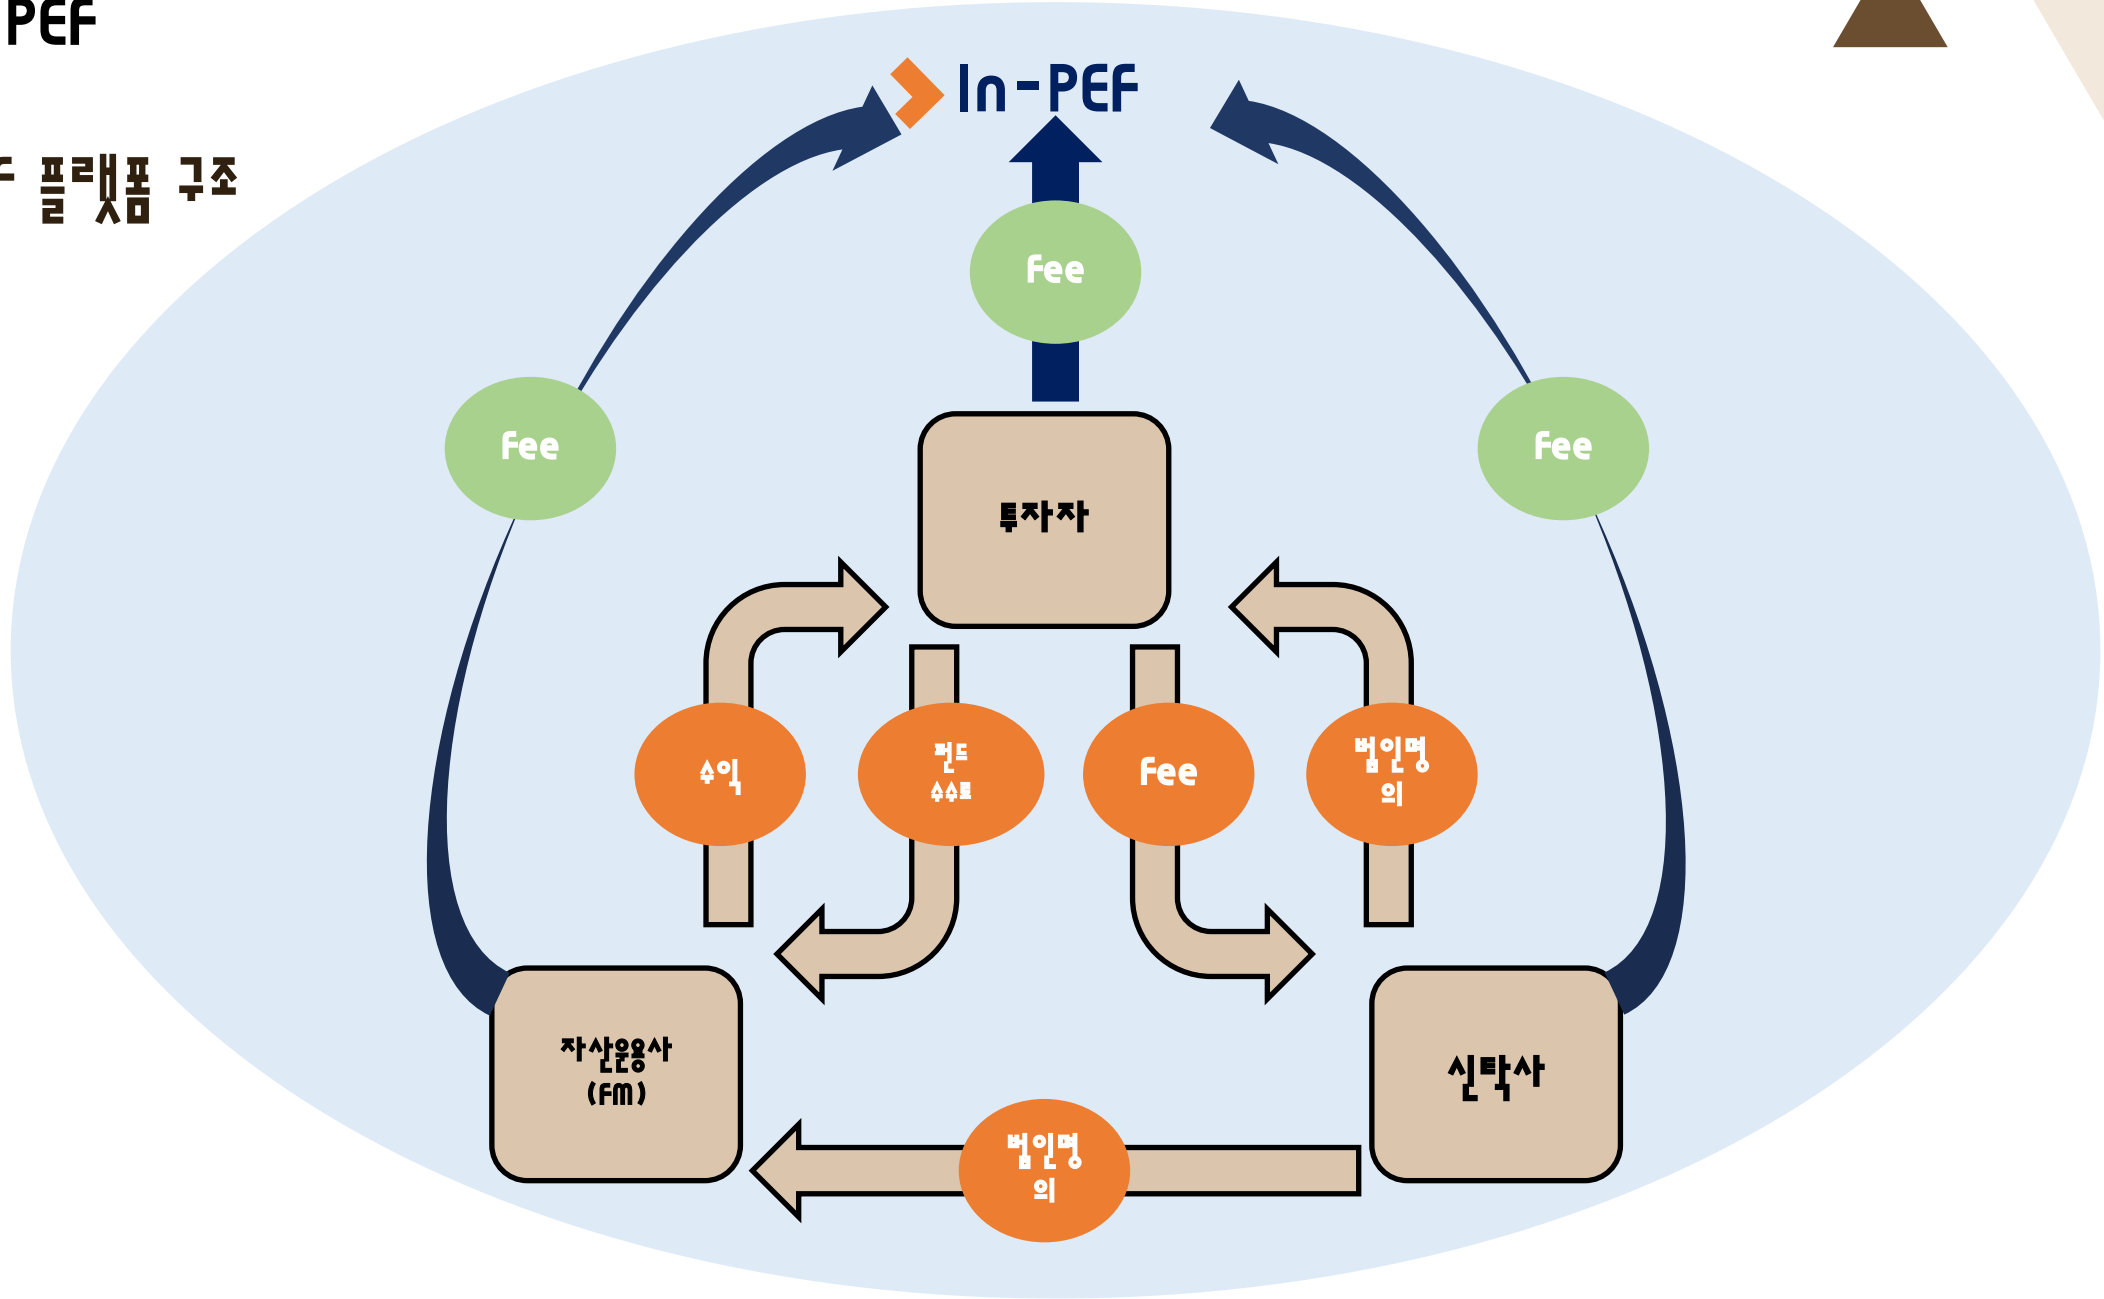 PEF
플랫폼 구조
In-PEF
Fee
Fee
Fee
투자자
수익
펀드
수수료
Fee
법인명
의
자산운용사
(FM)
신탁사
법인명
의